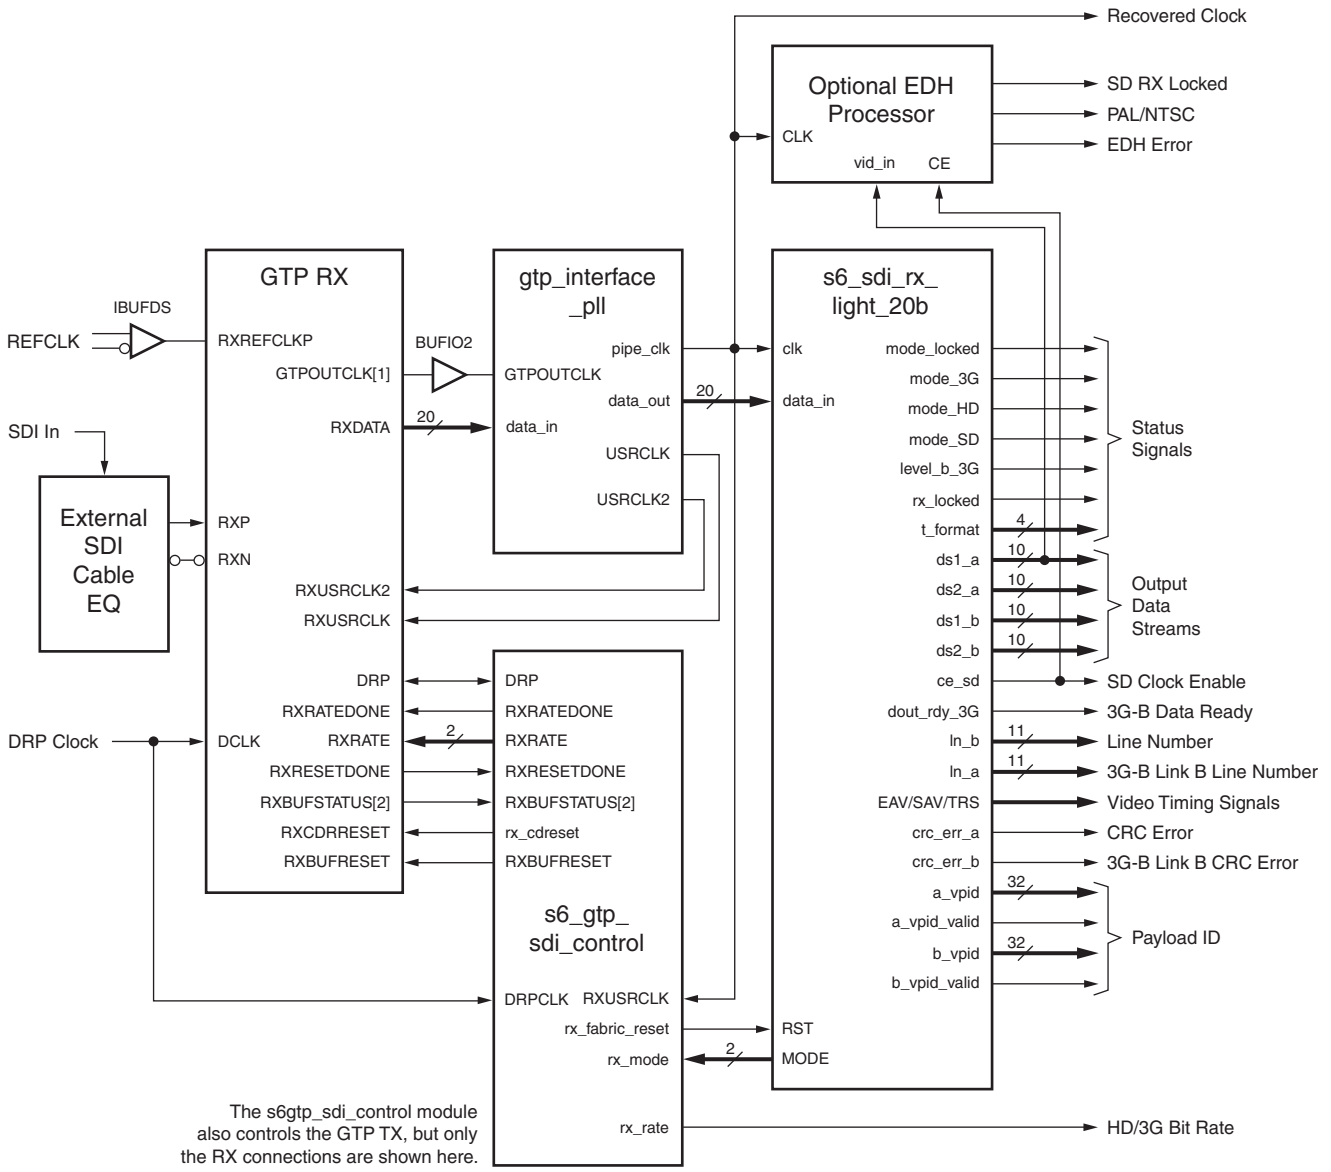 Recovered Clock
Optional EDH
Processor
CLK
vid_in
CE
SD RX Locked
PAL/NTSC
EDH Error
GTP RX
IBUFDS
REFCLK
RXREFCLKP
GTPOUTCLK[1]
BUFIO2
RXDATA
20
SDI In
External
SDI
Cable
EQ
RXP
RXN
RXUSRCLK2
RXUSRCLK
DRP
RXRATEDONE
DRP Clock
DCLK
RXRATE
2
RXRESETDONE
RXBUFSTATUS[2]
RXCDRRESET
RXBUFRESET
gtp_interface
_pll
pipe_clk
GTPOUTCLK
data_out
20
data_in
USRCLK
USRCLK2
DRP
RXRATEDONE
RXRATE
RXRESETDONE
RXBUFSTATUS[2]
rx_cdreset
RXBUFRESET
s6_gtp_
sdi_control
DRPCLK
RXUSRCLK
rx_fabric_reset
rx_mode
2
rx_rate
The s6gtp_sdi_control module
also controls the GTP TX, but only
the RX connections are shown here.
s6_sdi_rx_
light_20b
clk
data_in
mode_locked
mode_3G
mode_HD
mode_SD
level_b_3G
rx_locked
t_format
4
Status
Signals
ds1_a
10
ds2_a
10
ds1_b
10
ds2_b
10
Output
Data
Streams
ce_sd
SD Clock Enable
dout_rdy_3G
3G-B Data Ready
ln_b
11
Line Number
ln_a
11
3G-B Link B Line Number
EAV/SAV/TRS
Video Timing Signals
crc_err_a
CRC Error
crc_err_b
3G-B Link B CRC Error
a_vpid
32
a_vpid_valid
b_vpid
32
b_vpid_valid
Payload ID
RST
MODE
HD/3G Bit Rate